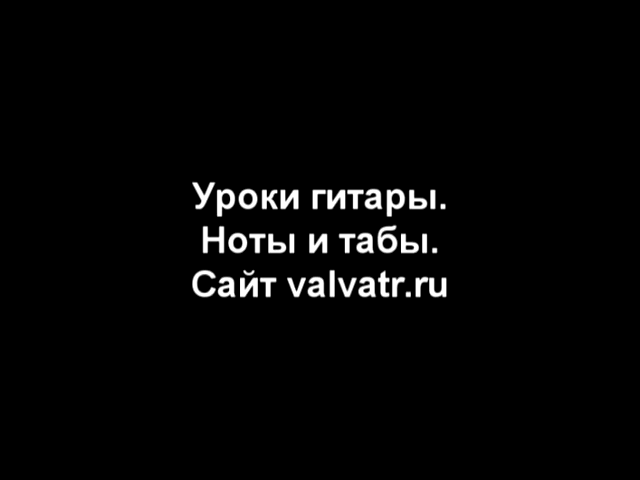 Уроки гитары.
Ноты и табы.
Сайт valvatr.ru